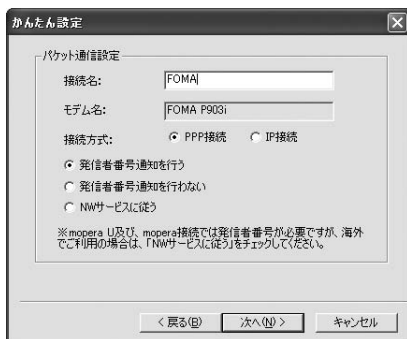 かんたん設定
パケット通信設定
接続名: FOMA
モデム名: FOMA P903i
接続方式: PPP接続 IP接続
発信者番号通知を行う
発信者番号通知を行わない
NWサービスに従う
※mopera U及び、mopera接続では発信者番号が必要ですが、海外
でご利用の場合は、「NWサービスに従う」をチェックしてください。
< 戻る(B) 次へ(N) > キャンセル